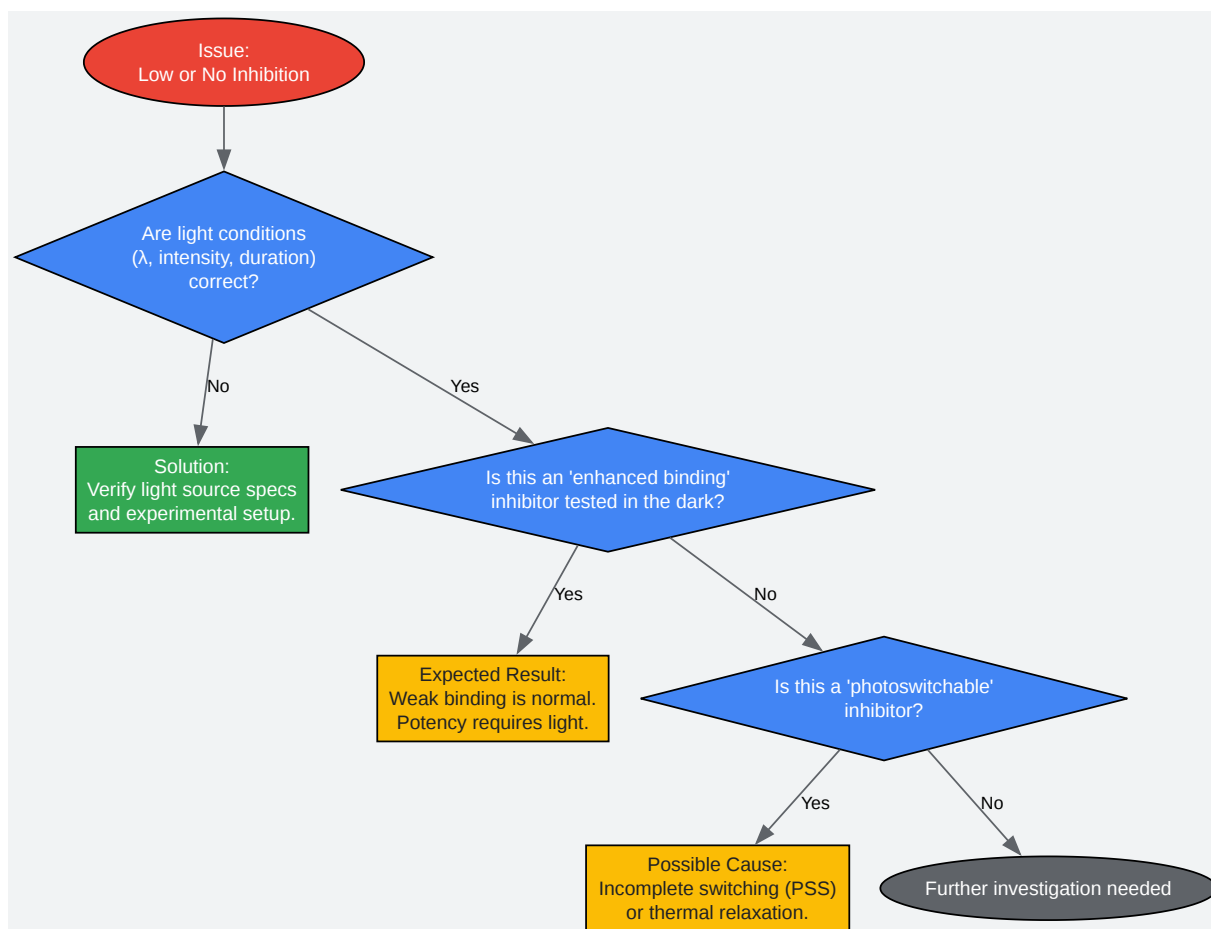 Issue:
Low or No Inhibition
Are light conditions
(λ, intensity, duration)
correct?
No
Yes
Solution:
Verify light source specs
and experimental setup.
Is this an 'enhanced binding'
inhibitor tested in the dark?
Yes
No
Expected Result:
Weak binding is normal.
Potency requires light.
Is this a 'photoswitchable'
inhibitor?
Yes
No
Possible Cause:
Incomplete switching (PSS)
or thermal relaxation.
Further investigation needed